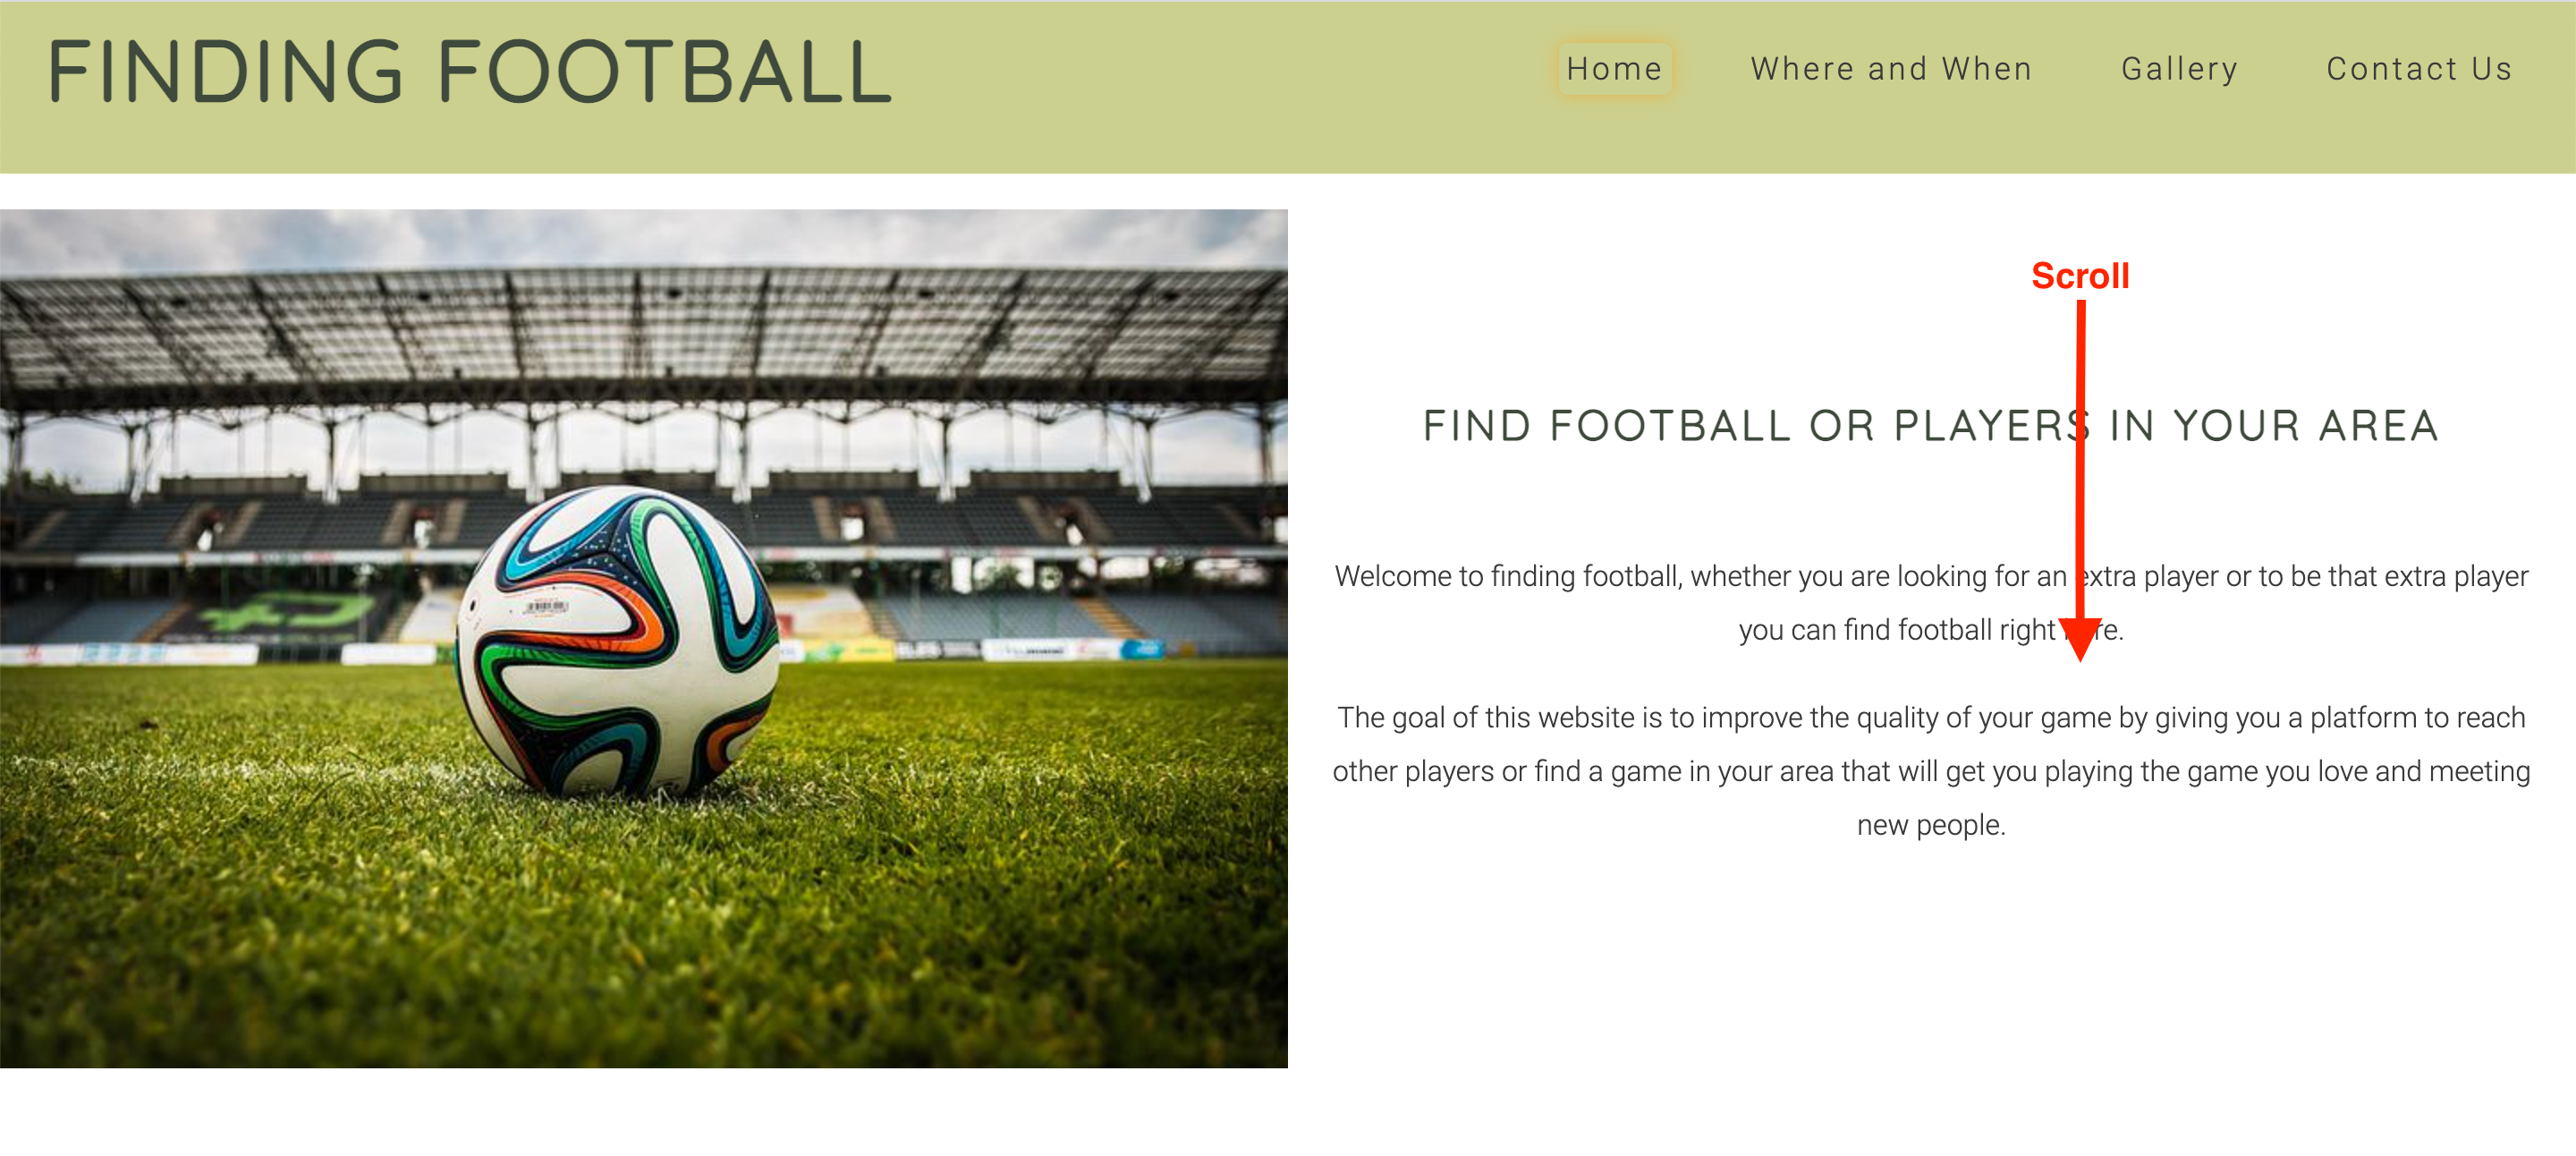 FINDING FOOTBALL
Home
Where and When
Gallery
Contact Us
Scroll
FIND FOOTBALL OR PLAYERS IN YOUR AREA
Welcome to finding football, whether you are looking for an extra player or to be that extra player
you can find football right here.
The goal of this website is to improve the quality of your game by giving you a platform to reach
other players or find a game in your area that will get you playing the game you love and meeting
new people.